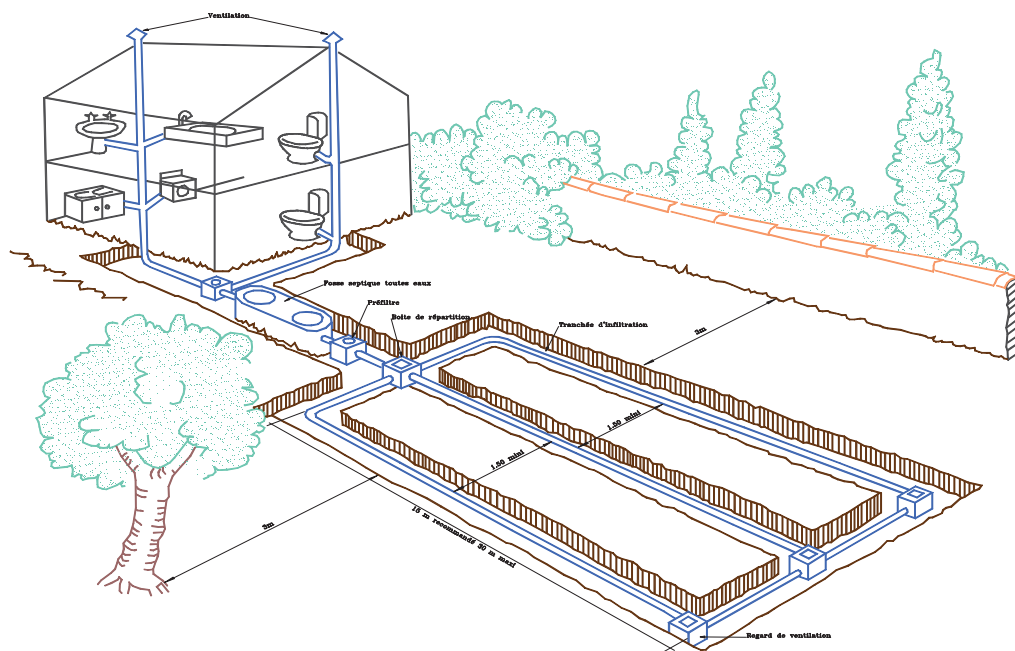 Ventilation
Fosse septique toutes eaux
Préfiltre
Boîte de répartition
Tranchée d'infiltration
3m
1.50 mini
1.50 mini
3m
15 m recommandé 30 m maxi
Regard de ventilation